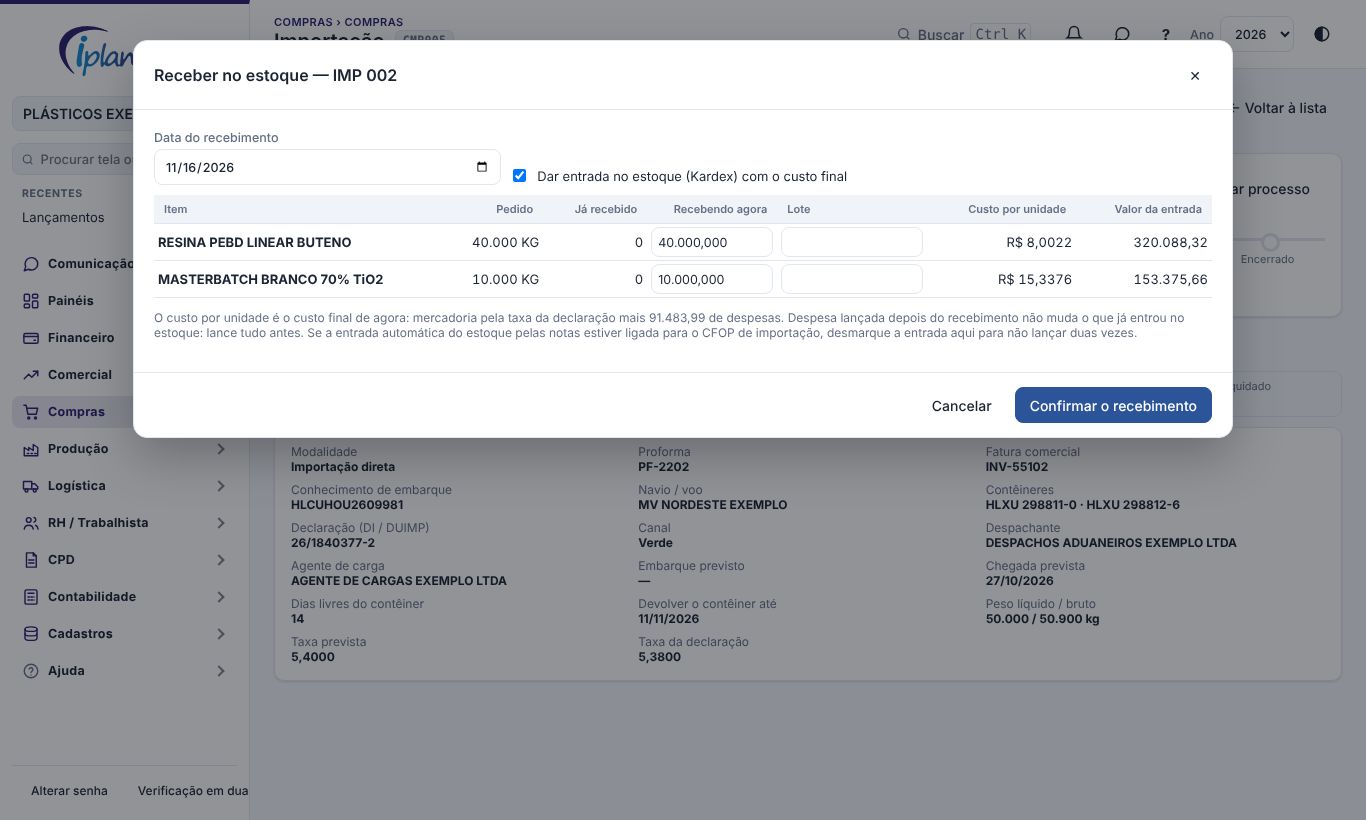 COMPRAS › COMPRAS
Importação CMP005
Buscar Ctrl K
? Ano 2026
iplan
PLÁSTICOS EXE
Procurar tela o
RECENTES
Lançamentos
Comunicação
Painéis
Financeiro
Comercial
Compras
Produção
Logística
RH / Trabalhista
CPD
Contabilidade
Cadastros
Ajuda
Alterar senha
Verificação em dua
Voltar à lista
ar processo
Encerrado
quidado
Receber no estoque — IMP 002
×
Data do recebimento
11/16/2026
Dar entrada no estoque (Kardex) com o custo final
Item Pedido Já recebido Recebendo agora Lote Custo por unidade Valor da entrada
RESINA PEBD LINEAR BUTENO 40.000 KG 0 40.000,000 R$ 8,0022 320.088,32
MASTERBATCH BRANCO 70% TiO2 10.000 KG 0 10.000,000 R$ 15,3376 153.375,66
O custo por unidade é o custo final de agora: mercadoria pela taxa da declaração mais 91.483,99 de despesas. Despesa lançada depois do recebimento não muda o que já entrou no
estoque: lance tudo antes. Se a entrada automática do estoque pelas notas estiver ligada para o CFOP de importação, desmarque a entrada aqui para não lançar duas vezes.
Cancelar
Confirmar o recebimento
Modalidade Proforma Fatura comercial
Importação direta PF-2202 INV-55102
Conhecimento de embarque Navio / voo Contêineres
HLCUHOU2609981 MV NORDESTE EXEMPLO HLXU 298811-0 · HLXU 298812-6
Declaração (DI / DUIMP) Canal Despachante
26/1840377-2 Verde DESPACHOS ADUANEIROS EXEMPLO LTDA
Agente de carga Embarque previsto Chegada prevista
AGENTE DE CARGAS EXEMPLO LTDA — 27/10/2026
Dias livres do contêiner Devolver o contêiner até Peso líquido / bruto
14 11/11/2026 50.000 / 50.900 kg
Taxa prevista Taxa da declaração
5,4000 5,3800